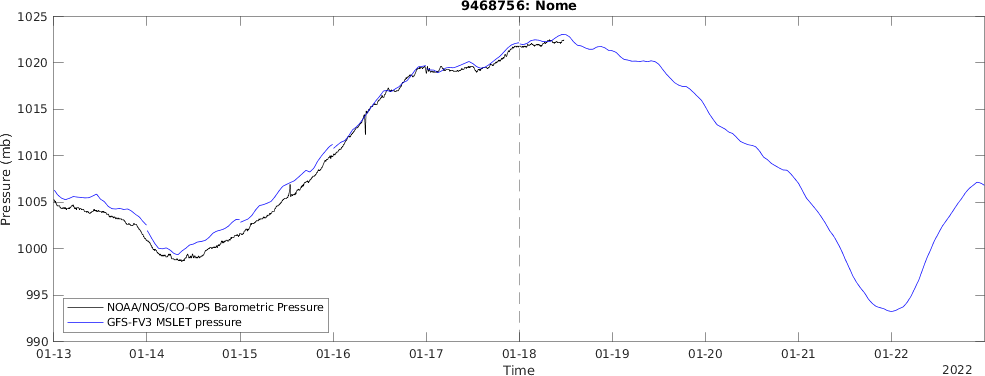 9468756: Nome
1025
1020
1015
1010
1005
1000
995
990
Pressure (mb)
NOAA/NOS/CO-OPS Barometric Pressure
GFS-FV3 MSLET pressure
01-13 01-14 01-15 01-16 01-17 01-18 01-19 01-20 01-21 01-22
Time
2022